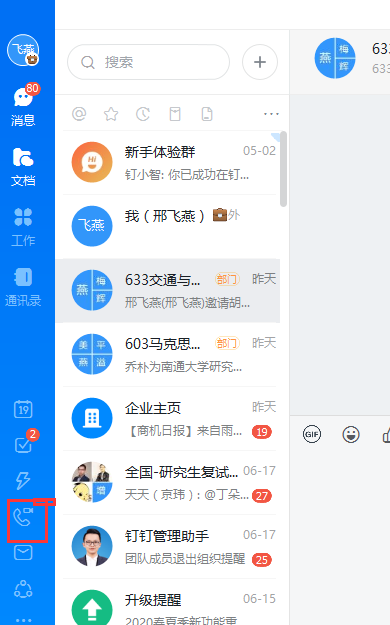 飞燕
80
消息
文档
工作
通讯录
19
2
搜索
燕
梅
辉
633
633
Hi
新手体验群
05-02
钉小智: 你已成功在钉...
飞燕
我（邢飞燕）
外
燕
梅
辉
633交通与...
部门
昨天
邢飞燕(邢飞燕)邀请胡...
美
平
燕
溢
603马克思...
部门
昨天
乔朴为南通大学研究...
企业主页
昨天
【商机日报】来自雨...
19
增
全国-研究生复试...
06-17
天天（京玮）: @丁朵...
27
钉钉管理助手
06-17
团队成员退出组织提醒
25
升级提醒
06-15
2020春夏季新功能重
GIF